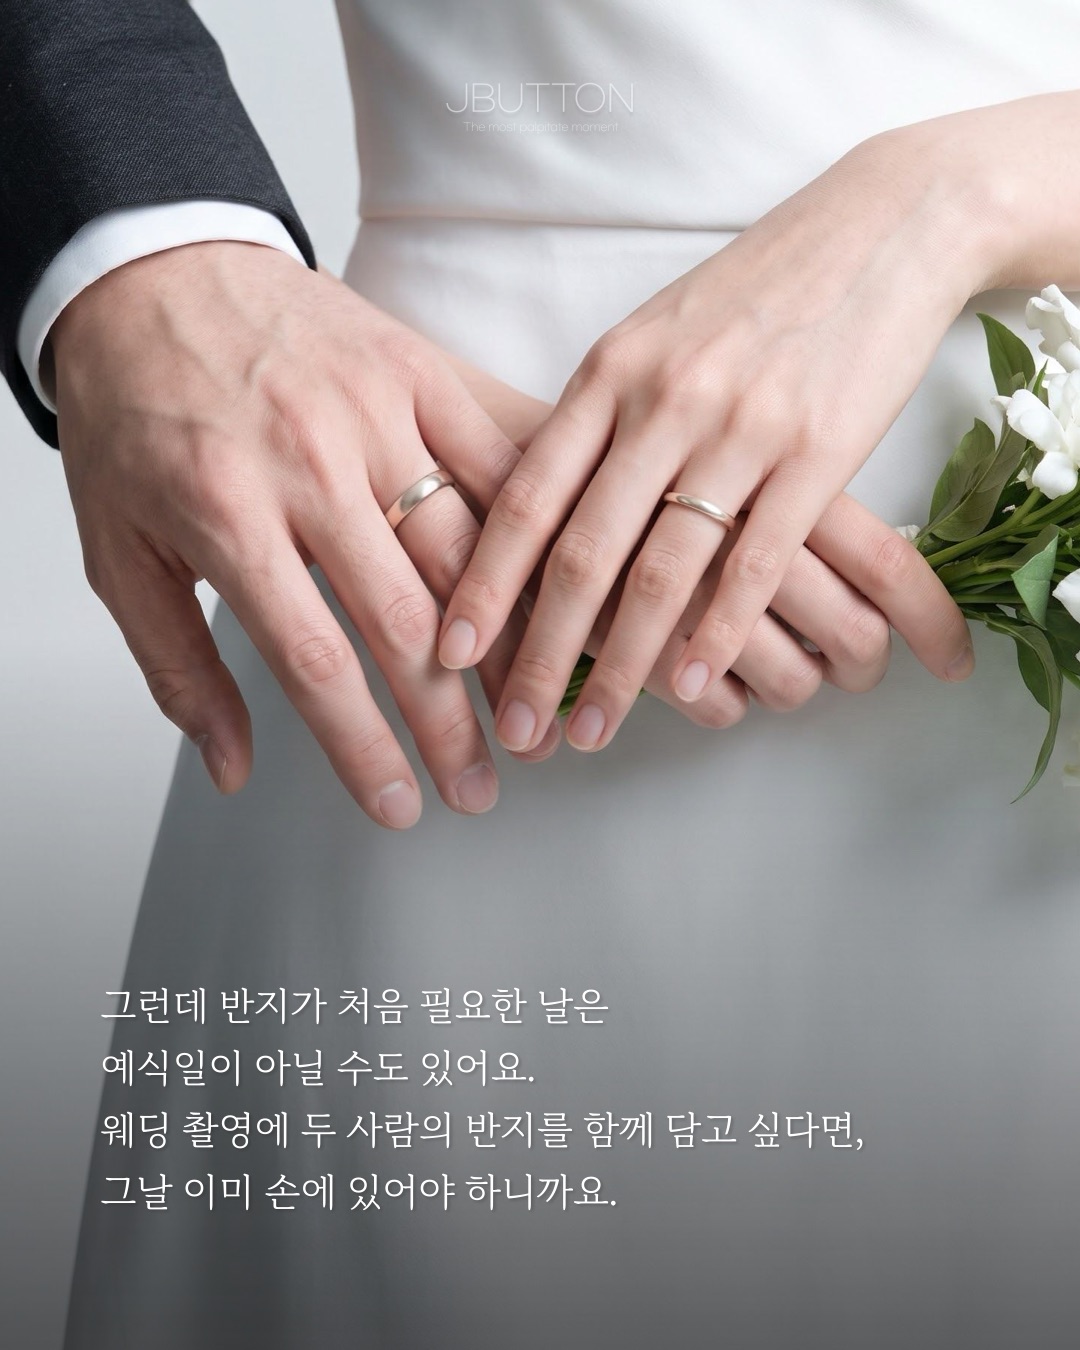 JBUTTON
The most palpitate moment
그런데 반지가 처음 필요한 날은
예식일이 아닐 수도 있어요.
웨딩 촬영에 두 사람의 반지를 함께 담고 싶다면,
그날 이미 손에 있어야 하니까요.